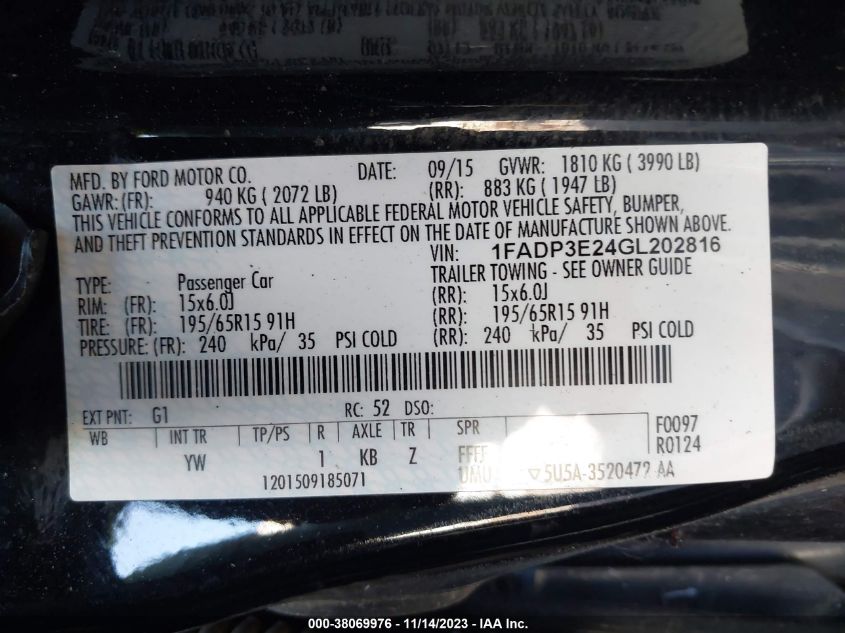 MFD. BY FORD MOTOR CO. DATE: 09/15 GVWR: 1810 KG ( 3990 LB)
GAWR: (FR): 940 KG ( 2072 LB) (RR): 883 KG ( 1947 LB)
THIS VEHICLE CONFORMS TO ALL APPLICABLE FEDERAL MOTOR VEHICLE SAFETY, BUMPER,
AND THEFT PREVENTION STANDARDS IN EFFECT ON THE DATE OF MANUFACTURE SHOWN ABOVE.
VIN: 1FADP3E24GL202816
TYPE: Passenger Car TRAILER TOWING - SEE OWNER GUIDE
RIM: (FR): 15x6.0J (RR): 15x6.0J
TIRE: (FR): 195/65R15 91H (RR): 195/65R15 91H
PRESSURE: (FR): 240 kPa/ 35 PSI COLD (RR): 240 kPa/ 35 PSI COLD
EXT PNT: G1 RC: 52 DSO:
WB INT TR TP/PS R AXLE TR SPR F0097
YW 1 KB Z FFFF R0124
1201509185071 UMU 5U5A-3520472 AA
000-38069976 - 11/14/2023 - IAA Inc.